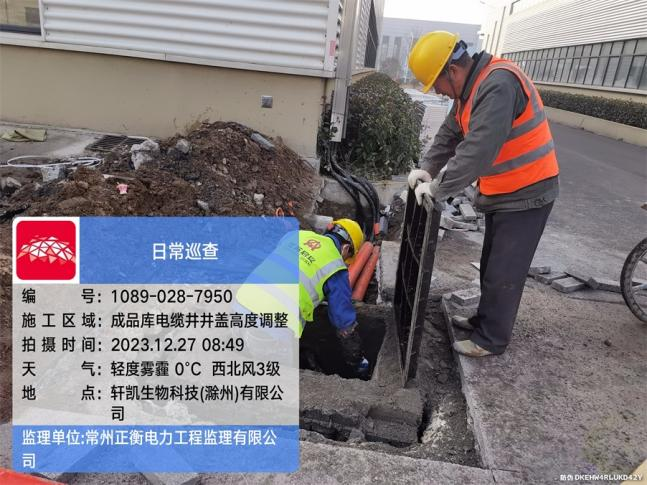 日常巡查
编 号：1089-028-7950
施工区域：成品库电缆井井盖高度调整
拍摄时间：2023.12.27 08:49
天 气：轻度雾霾 0℃ 西北风3级
地 点：轩凯生物科技(滁州)有限公
司
监理单位:常州正衡电力工程监理有限公
司
防伪 DKEHW4RLUKD42Y